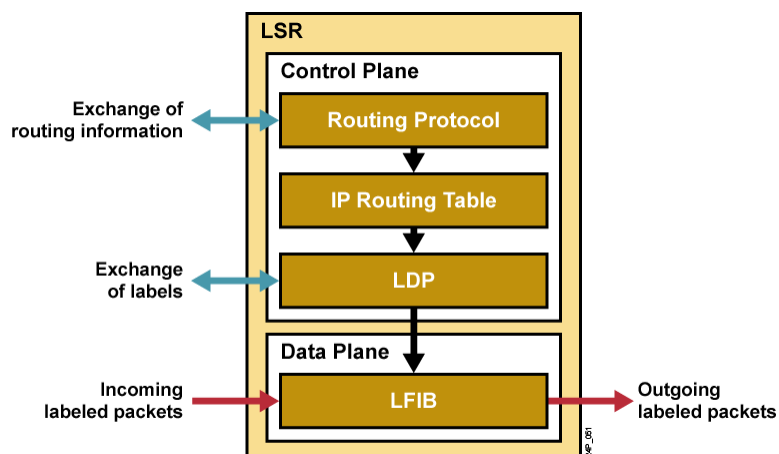 LSR
Control Plane
Exchange of
routing information
Routing Protocol
IP Routing Table
Exchange
of labels
LDP
Data Plane
Incoming
labeled packets
LFIB
Outgoing
labeled packets